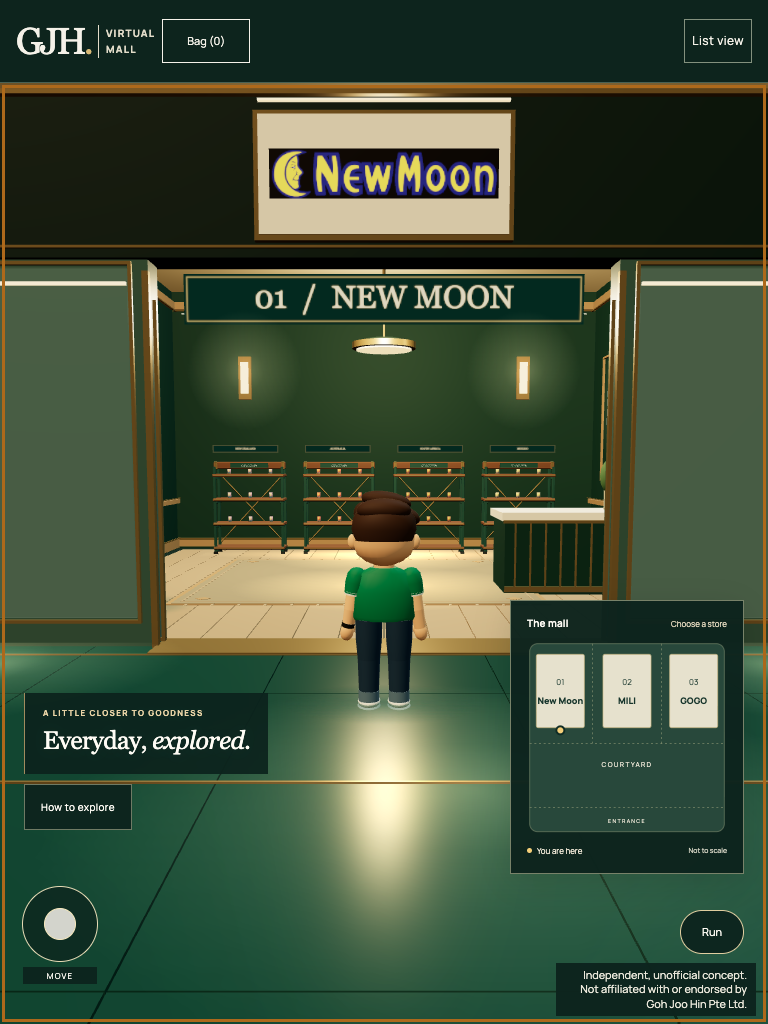 GJH.
VIRTUAL
MALL
Bag (0)
List view
NewMoon
01 / NEW MOON
The mall
Choose a store
01
New Moon
02
MILI
03
GOGO
COURTYARD
ENTRANCE
You are here
Not to scale
A LITTLE CLOSER TO GOODNESS
Everyday, explored.
How to explore
MOVE
Run
Independent, unofficial concept.
Not affiliated with or endorsed by
Goh Joo Hin Pte Ltd.